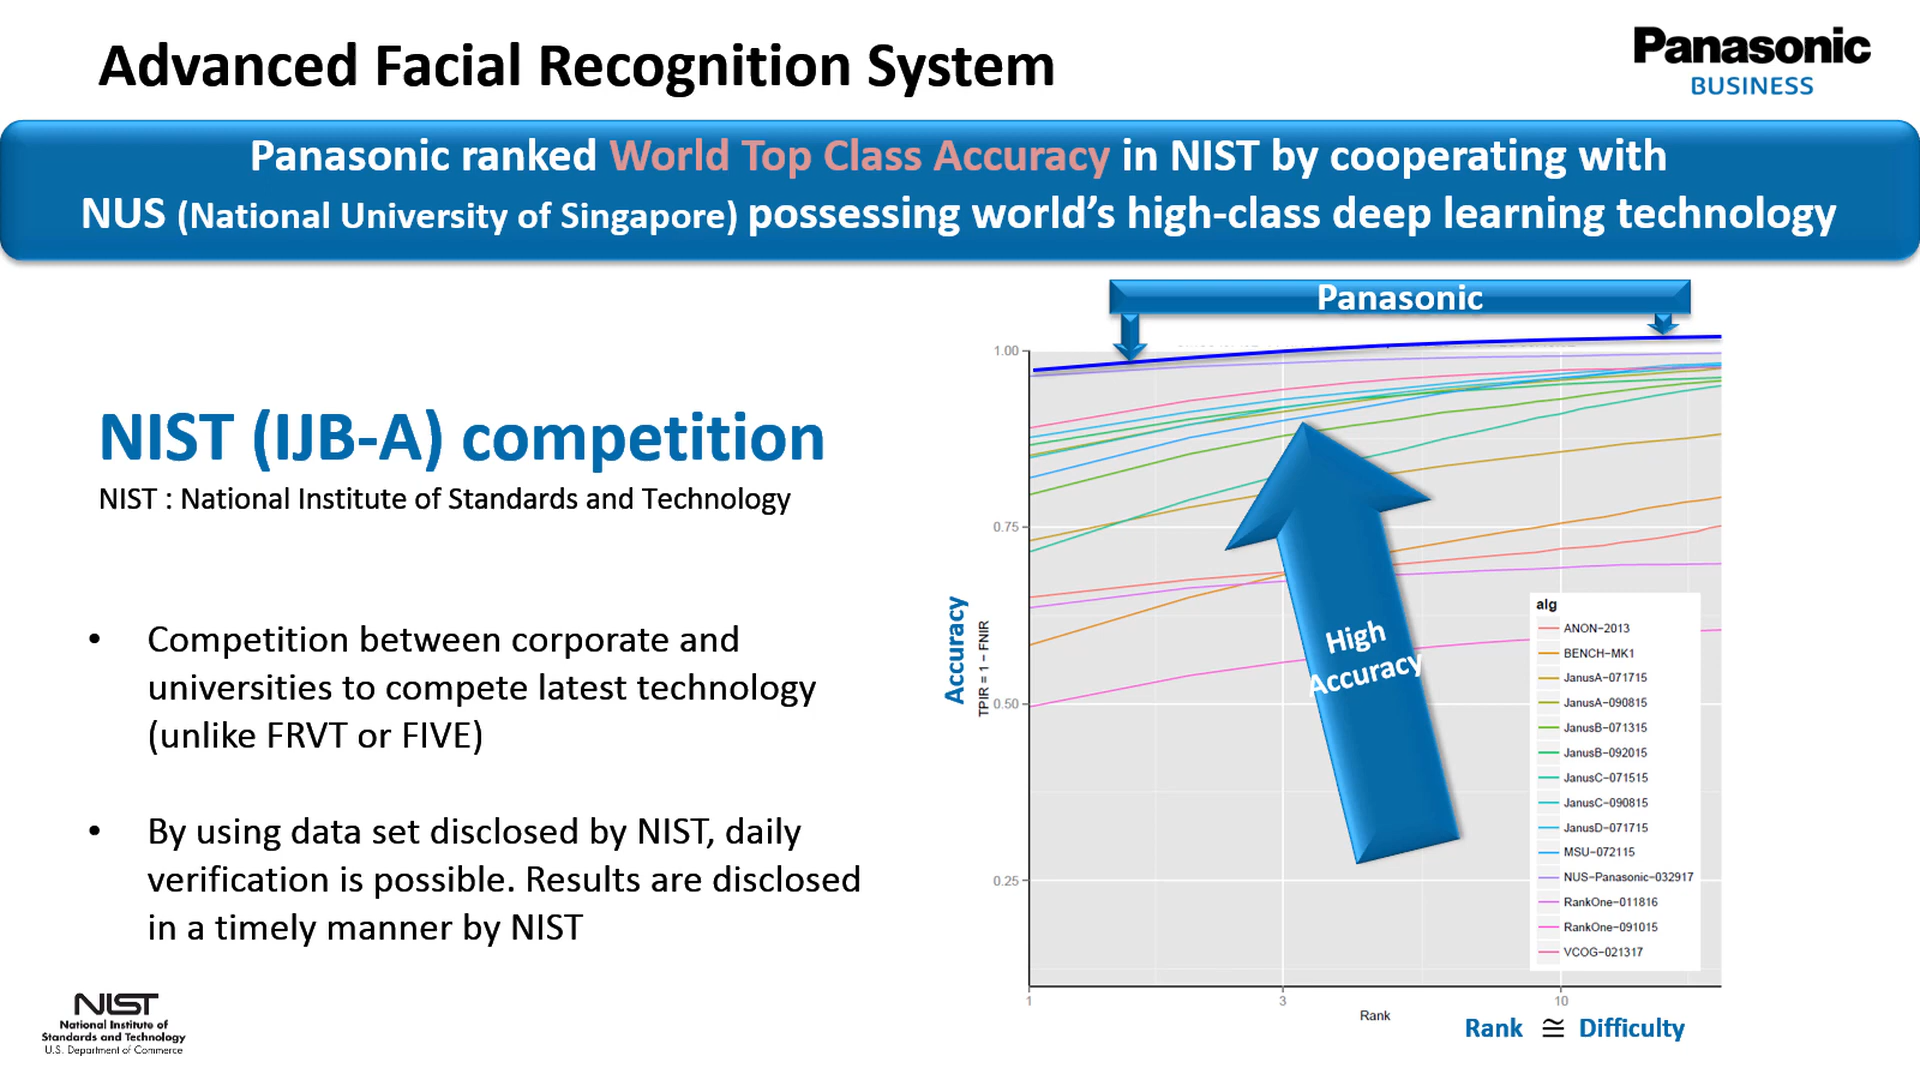 Advanced Facial Recognition System
Panasonic
BUSINESS
Panasonic ranked World Top Class Accuracy in NIST by cooperating with
NUS (National University of Singapore) possessing world's high-class deep learning technology
NIST (IJB-A) competition
NIST : National Institute of Standards and Technology
• Competition between corporate and
universities to compete latest technology
(unlike FRVT or FIVE)
• By using data set disclosed by NIST, daily
verification is possible. Results are disclosed
in a timely manner by NIST
NIST
National Institute of
Standards and Technology
U.S. Department of Commerce
Panasonic
1.00
0.75
0.50
0.25
Accuracy
TPIR = 1 − FNIR
High
Accuracy
alg
ANON−2013
BENCH−MK1
JanusA−071715
JanusA−090815
JanusB−071315
JanusB−092015
JanusC−071515
JanusC−090815
JanusD−071715
MSU−072115
NUS−Panasonic−032917
RankOne−011816
RankOne−091015
VCOG−021317
1 3 10
Rank
Rank ≅ Difficulty